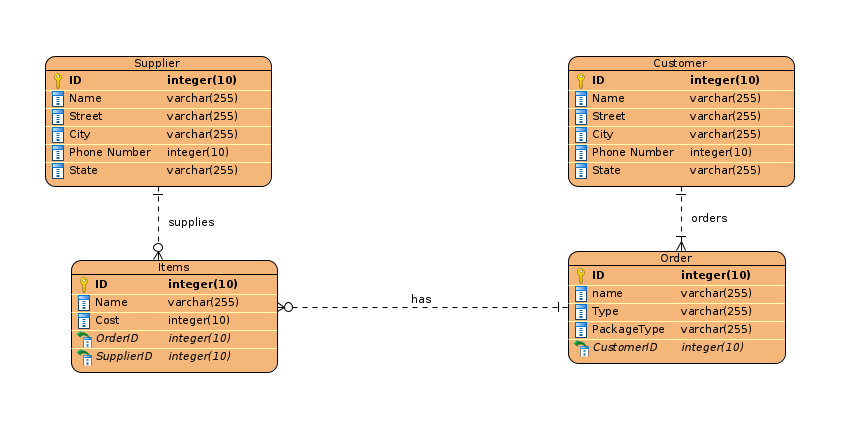 Supplier
ID integer(10)
Name varchar(255)
Street varchar(255)
City varchar(255)
Phone Number integer(10)
State varchar(255)
Customer
ID integer(10)
Name varchar(255)
Street varchar(255)
City varchar(255)
Phone Number integer(10)
State varchar(255)
supplies
orders
Items
ID integer(10)
Name varchar(255)
Cost integer(10)
OrderID integer(10)
SupplierID integer(10)
has
Order
ID integer(10)
name varchar(255)
Type varchar(255)
PackageType varchar(255)
CustomerID integer(10)